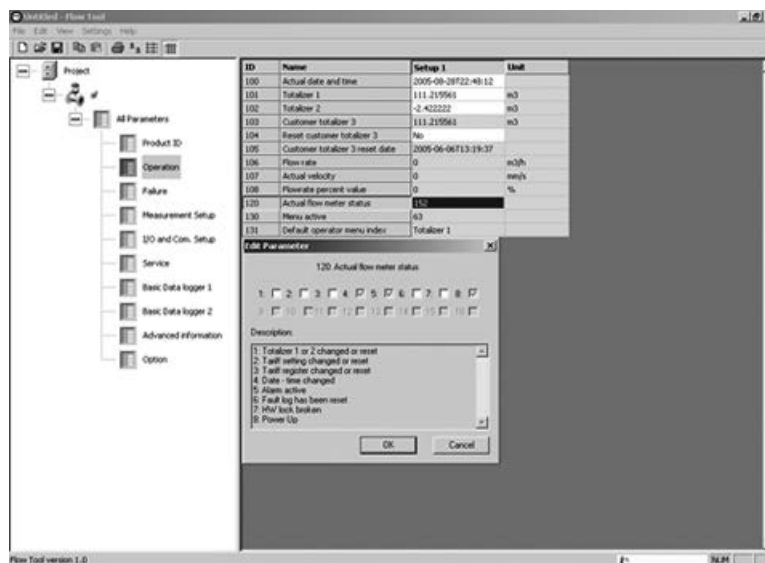 Untitled - Flow Tool
File Edit View Settings Help
Project
All Parameters
Product ID
Operation
Failure
Measurement Setup
I/O and Com. Setup
Service
Basic Data logger 1
Basic Data logger 2
Advanced information
Option
ID Name Setup 1 Unit
100 Actual date and time 2005-08-28T22:48:12
101 Totalizer 1 111.215561 m3
102 Totalizer 2 -2.422222 m3
103 Customer totalizer 3 111.215561 m3
104 Reset customer totalizer 3 No
105 Customer totalizer 3 reset date 2005-06-06T13:19:37
106 Flow rate 0 m3/h
107 Actual velocity 0 mm/s
108 Flowrate percent value 0 %
120 Actual flow meter status 152
130 Menu active 63
131 Default operator menu index Totalizer 1
Edit Parameter
120 Actual flow meter status
1: 2: 3: 4: 5: 6: 7: 8:
9: 10: 11: 12: 13: 14: 15: 16:
Description:
1: Totalizer 1 or 2 changed or reset
2: Tariff setting changed or reset
3: Tariff register changed or reset
4: Date - time changed
5: Alarm active
6: Fault log has been reset
7: HW lock broken
8: Power Up
OK Cancel
Flow Tool version 1.0
NUM